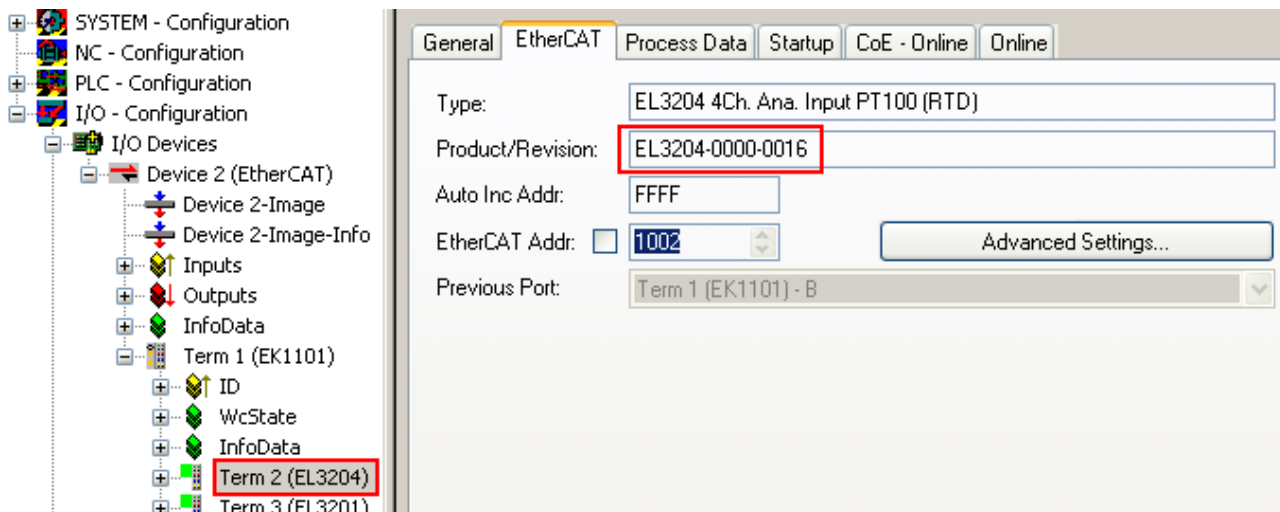 SYSTEM - Configuration
NC - Configuration
PLC - Configuration
I/O - Configuration
I/O Devices
Device 2 (EtherCAT)
Device 2-Image
Device 2-Image-Info
Inputs
Outputs
InfoData
Term 1 (EK1101)
ID
WcState
InfoData
Term 2 (EL3204)
Term 3 (EL3201)
General EtherCAT Process Data Startup CoE - Online Online
Type: EL3204 4Ch. Ana. Input PT100 (RTD)
Product/Revision: EL3204-0000-0016
Auto Inc Addr: FFFF
EtherCAT Addr: 1002 Advanced Settings...
Previous Port: Term 1 (EK1101) - B